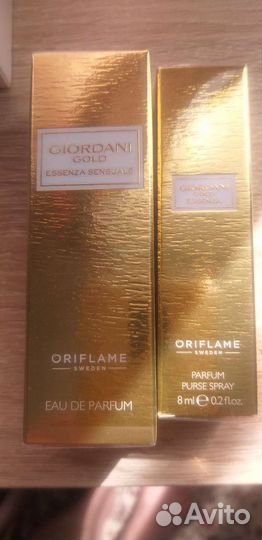 GIORDANI
GOLD
ESSENZA SENSUALE
ORIFLAME
SWEDEN
EAU DE PARFUM
GIORDANI
GOLD
ESSENZA
ORIFLAME
SWEDEN
PARFUM
PURSE SPRAY
8 ml ℮ 0.2 fl.oz.
Avito